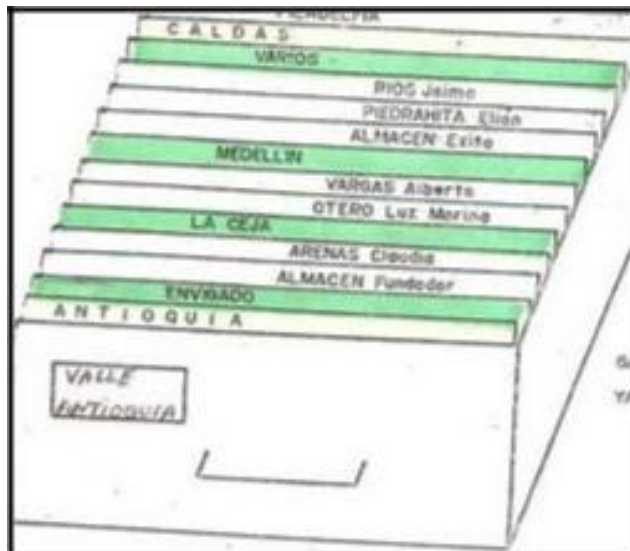 CALDAS
VARIOS
RIOS Jaime
PIEDRAHITA
ALMACEN Exito
MEDELLIN
VARGAS Alberto
OTERO Luz Marina
LA CEJA
ARENAS Claudia
ALMACEN Fundador
ENVIGADO
ANTIOQUIA
VALLE
ANTIOQUIA